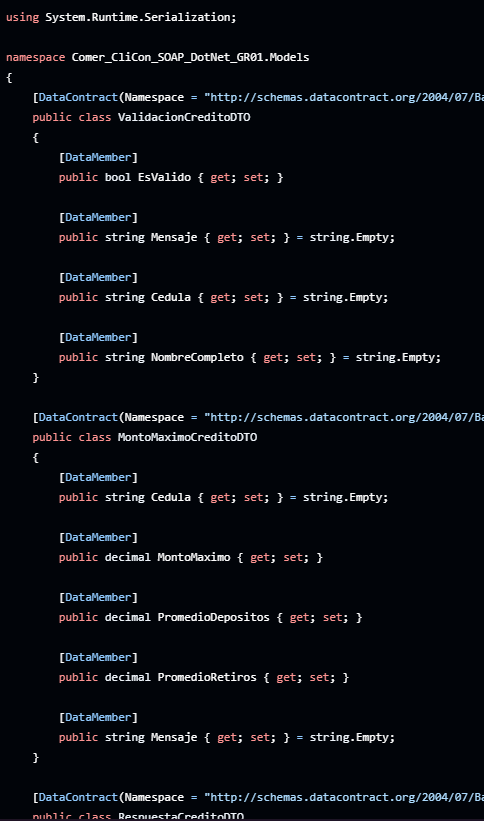 using System.Runtime.Serialization;
namespace Comer_CliCon_SOAP_DotNet_GR01.Models
{
[DataContract(Namespace = "http://schemas.datacontract.org/2004/07/Ba
public class ValidacionCreditoDTO
{
[DataMember]
public bool EsValido { get; set; }
[DataMember]
public string Mensaje { get; set; } = string.Empty;
[DataMember]
public string Cedula { get; set; } = string.Empty;
[DataMember]
public string NombreCompleto { get; set; } = string.Empty;
}
[DataContract(Namespace = "http://schemas.datacontract.org/2004/07/Ba
public class MontoMaximoCreditoDTO
{
[DataMember]
public string Cedula { get; set; } = string.Empty;
[DataMember]
public decimal MontoMaximo { get; set; }
[DataMember]
public decimal PromedioDepositos { get; set; }
[DataMember]
public decimal PromedioRetiros { get; set; }
[DataMember]
public string Mensaje { get; set; } = string.Empty;
}
[DataContract(Namespace = "http://schemas.datacontract.org/2004/07/Ba
public class RespuestaCreditoDTO